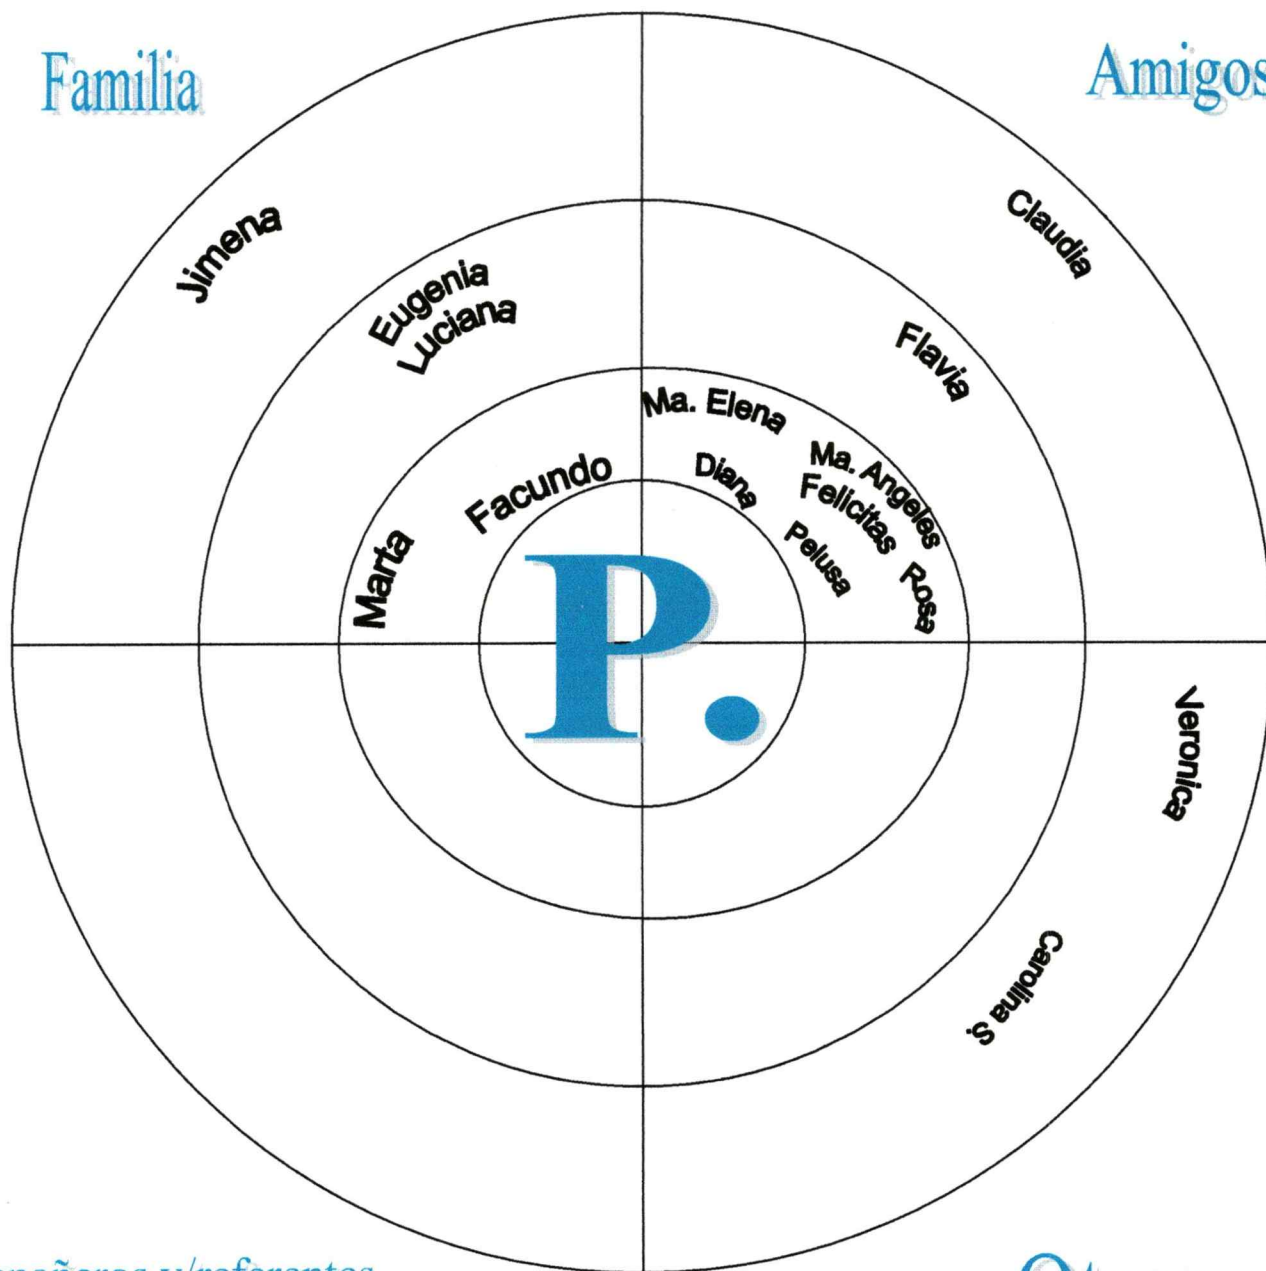 Familia
Amigos
Jimena
Claudia
Eugenia
Luciana
Flavia
Ma. Elena
Ma. Angeles
Diana
Felicitas
Facundo
Pelusa
Marta
Rosa
P.
Veronica
Carolina S.
y/referentes